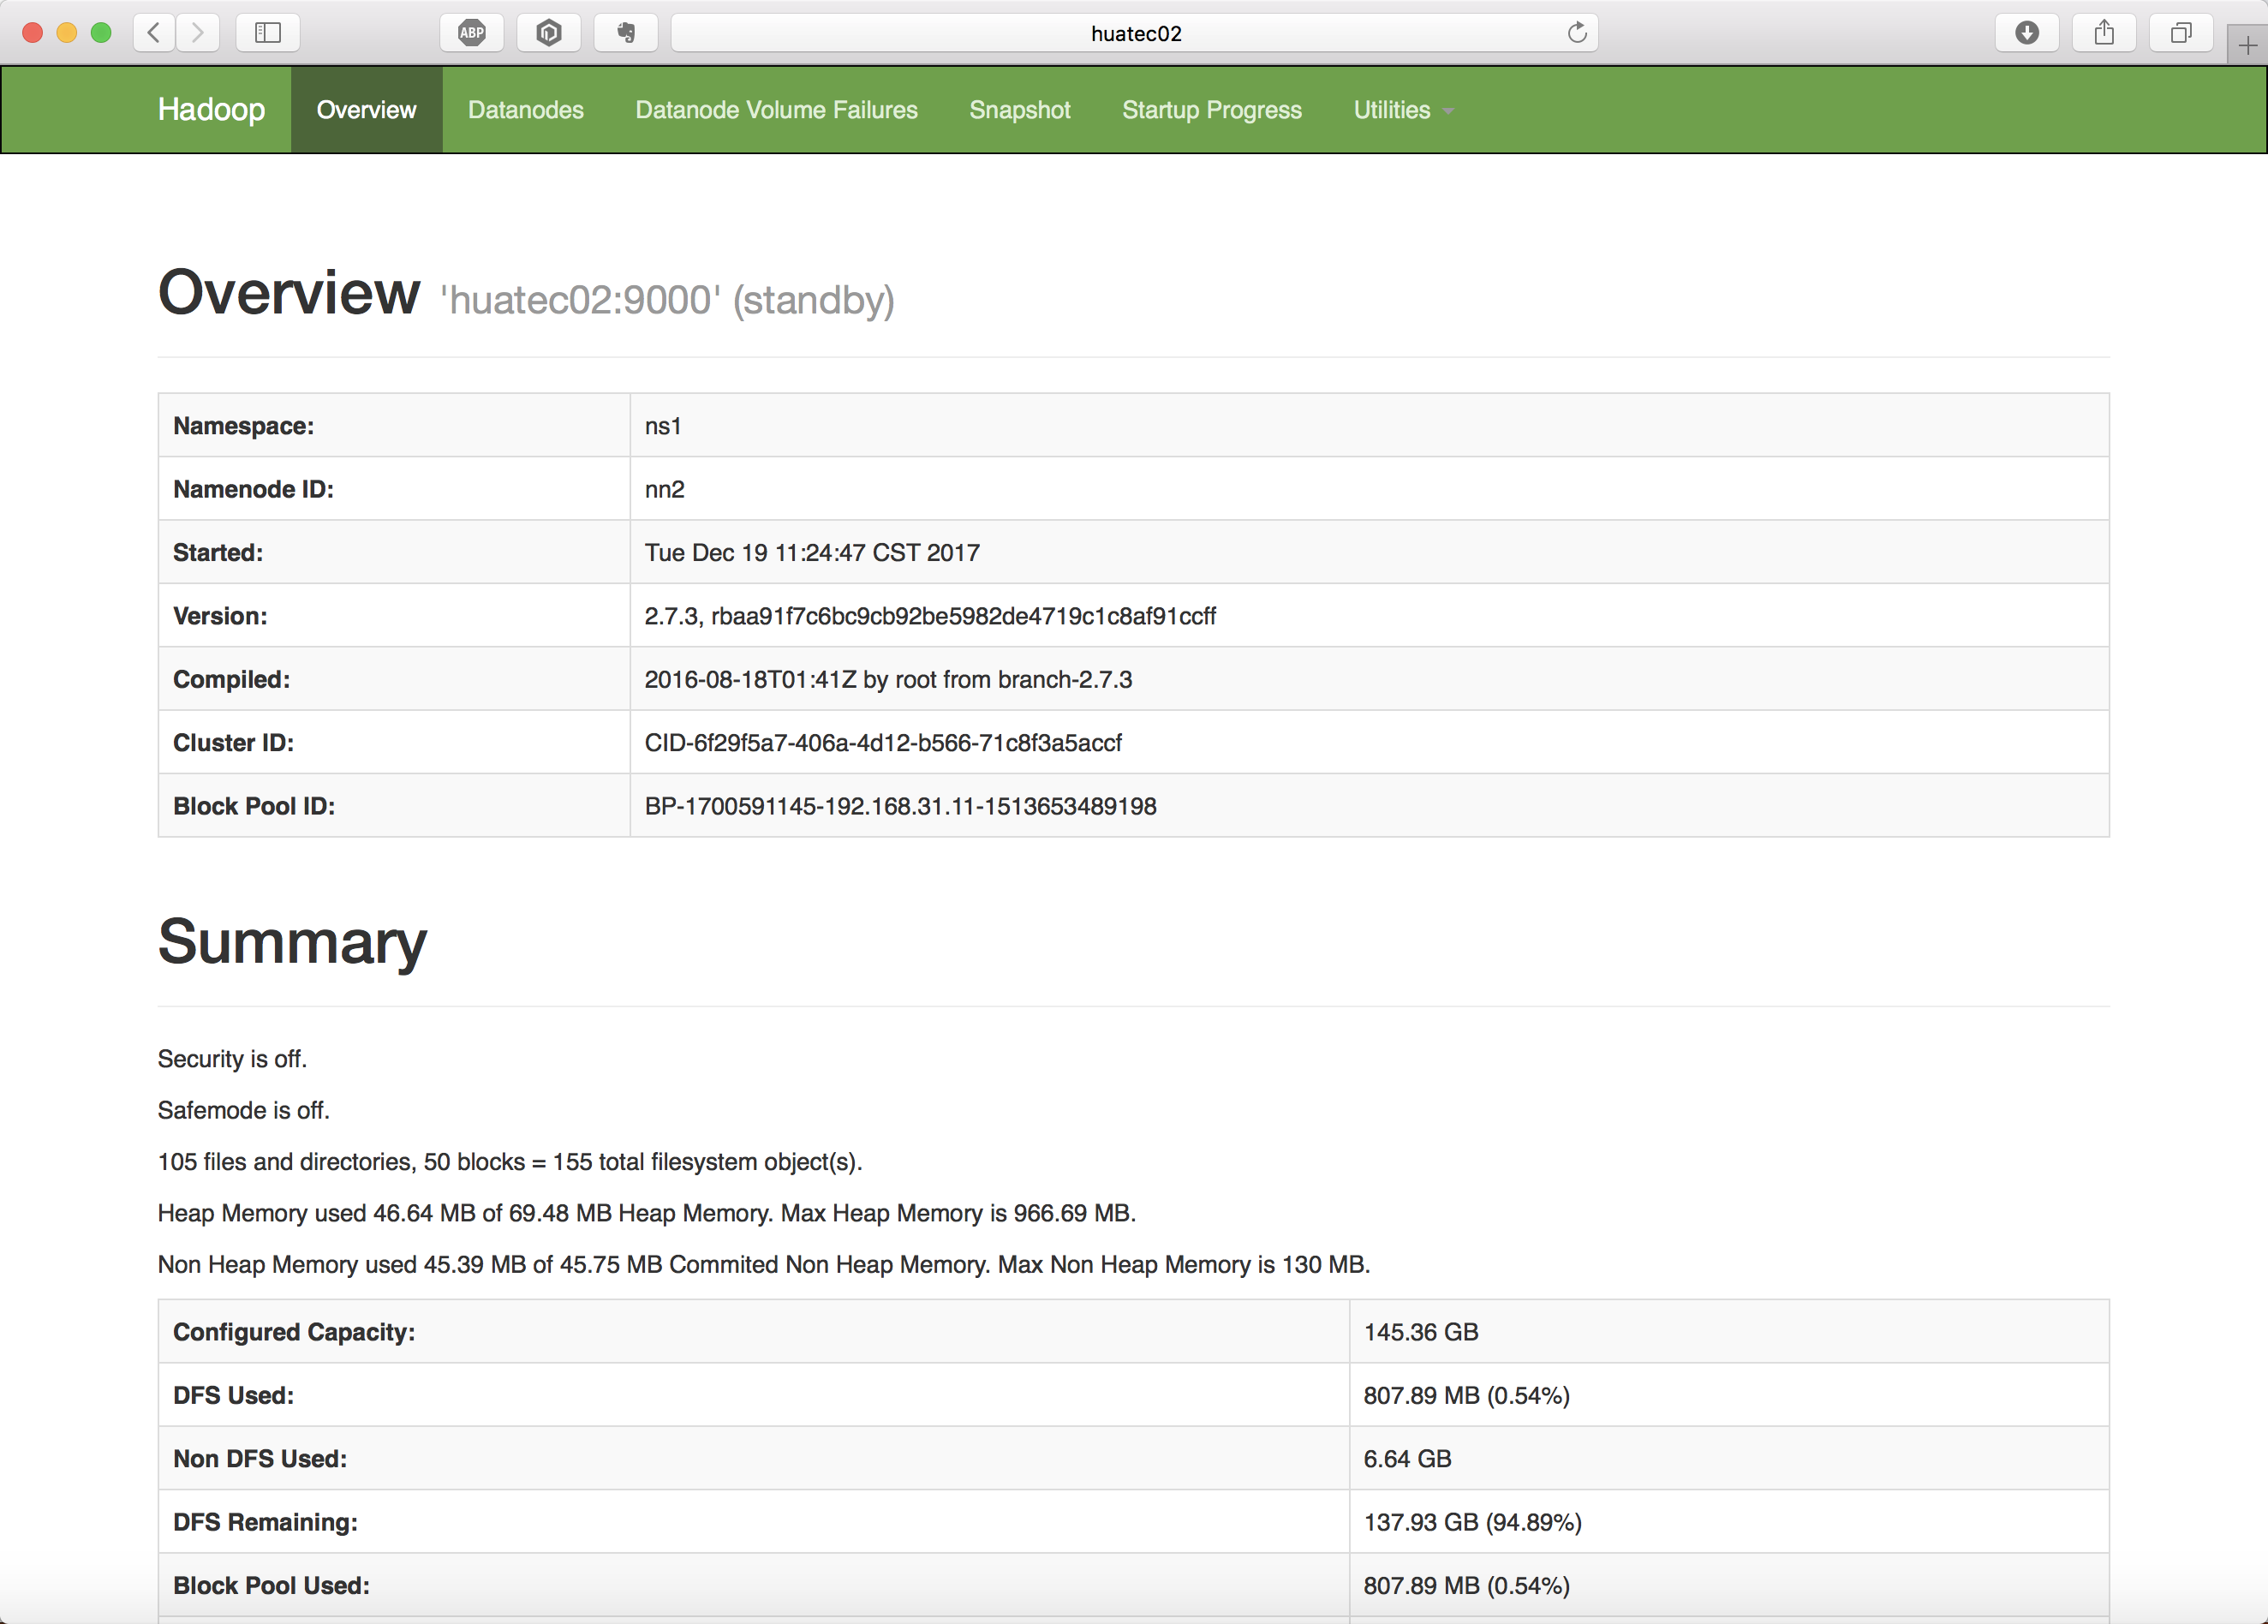 ABP
huatec02
Hadoop Overview Datanodes Datanode Volume Failures Snapshot Startup Progress Utilities
Overview 'huatec02:9000' (standby)
Namespace: ns1
Namenode ID: nn2
Started: Tue Dec 19 11:24:47 CST 2017
Version: 2.7.3, rbaa91f7c6bc9cb92be5982de4719c1c8af91ccff
Compiled: 2016-08-18T01:41Z by root from branch-2.7.3
Cluster ID: CID-6f29f5a7-406a-4d12-b566-71c8f3a5accf
Block Pool ID: BP-1700591145-192.168.31.11-1513653489198
Summary
Security is off.
Safemode is off.
105 files and directories, 50 blocks = 155 total filesystem object(s).
Heap Memory used 46.64 MB of 69.48 MB Heap Memory. Max Heap Memory is 966.69 MB.
Non Heap Memory used 45.39 MB of 45.75 MB Commited Non Heap Memory. Max Non Heap Memory is 130 MB.
Configured Capacity: 145.36 GB
DFS Used: 807.89 MB (0.54%)
Non DFS Used: 6.64 GB
DFS Remaining: 137.93 GB (94.89%)
Block Pool Used: 807.89 MB (0.54%)